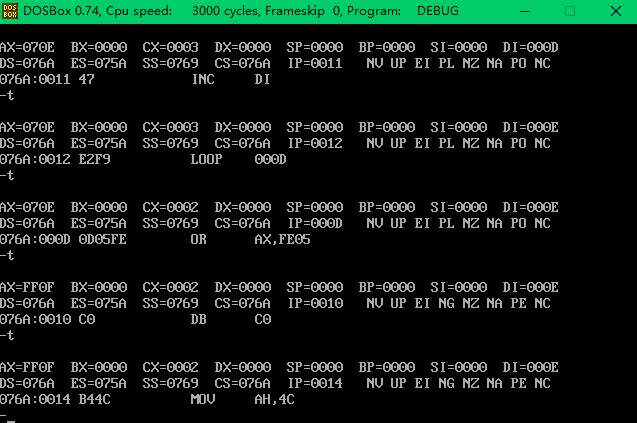 DOSBox 0.74, Cpu speed: 3000 cycles, Frameskip 0, Program: DEBUG
AX=070E BX=0000 CX=0003 DX=0000 SP=0000 BP=0000 SI=0000 DI=000D
DS=076A ES=075A SS=0769 CS=076A IP=0011 NV UP EI PL NZ NA PO NC
076A:0011 47 INC DI
-t
AX=070E BX=0000 CX=0003 DX=0000 SP=0000 BP=0000 SI=0000 DI=000E
DS=076A ES=075A SS=0769 CS=076A IP=0012 NV UP EI PL NZ NA PO NC
076A:0012 E2F9 LOOP 000D
-t
AX=070E BX=0000 CX=0002 DX=0000 SP=0000 BP=0000 SI=0000 DI=000E
DS=076A ES=075A SS=0769 CS=076A IP=000D NV UP EI PL NZ NA PO NC
076A:000D 0D05FE OR AX,FE05
-t
AX=FF0F BX=0000 CX=0002 DX=0000 SP=0000 BP=0000 SI=0000 DI=000E
DS=076A ES=075A SS=0769 CS=076A IP=0010 NV UP EI NG NZ NA PE NC
076A:0010 C0 DB C0
-t
AX=FF0F BX=0000 CX=0002 DX=0000 SP=0000 BP=0000 SI=0000 DI=000E
DS=076A ES=075A SS=0769 CS=076A IP=0014 NV UP EI NG NZ NA PE NC
076A:0014 B44C MOV AH,4C
-